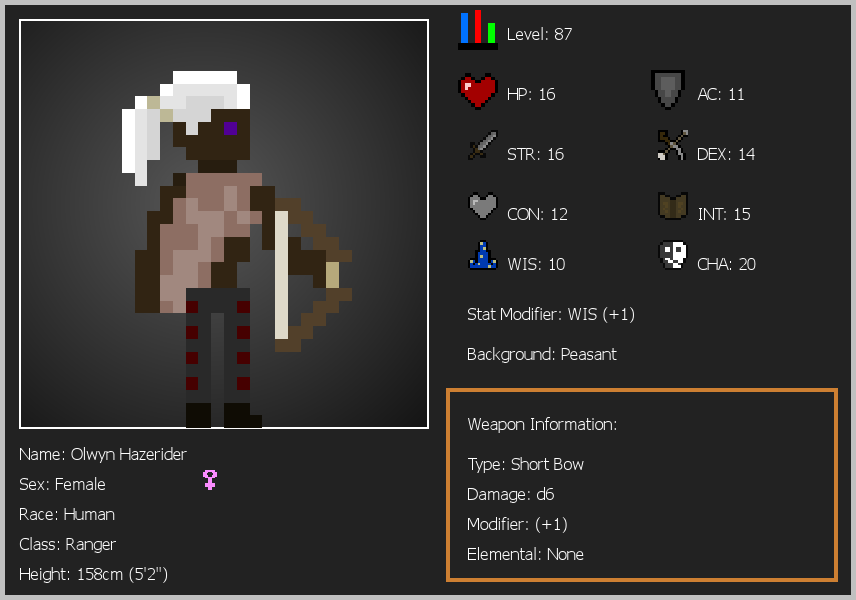 Level: 87
HP: 16
AC: 11
STR: 16
DEX: 14
CON: 12
INT: 15
WIS: 10
CHA: 20
Stat Modifier: WIS (+1)
Background: Peasant
Weapon Information:
Type: Short Bow
Damage: d6
Modifier: (+1)
Elemental: None
Name: Olwyn Hazerider
Sex: Female
Race: Human
Class: Ranger
Height: 158cm (5'2")